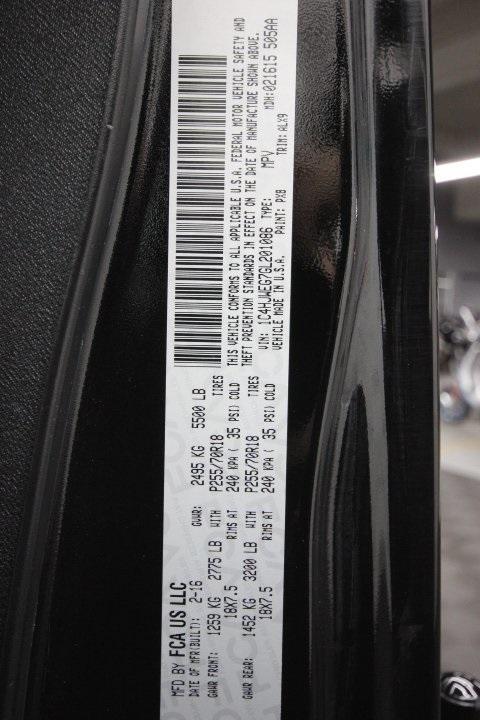 MFD BY FCA US LLC
DATE OF MFR(BUILT): 2-16 GVWR: 2495 KG 5500 LB
GAWR FRONT: 1259 KG 2775 LB WITH P255/70R18 TIRES
18X7.5 RIMS AT 240 KPA ( 35 PSI) COLD
GAWR REAR: 1452 KG 3200 LB WITH P255/70R18 TIRES
18X7.5 RIMS AT 240 KPA ( 35 PSI) COLD
THIS VEHICLE CONFORMS TO ALL APPLICABLE U.S.A. FEDERAL MOTOR VEHICLE SAFETY AND
THEFT PREVENTION STANDARDS IN EFFECT ON THE DATE OF MANUFACTURE SHOWN ABOVE.
VIN: 1C4HJWEG7GL201086 TYPE: MPV MDH:021615 505AA
VEHICLE MADE IN U.S.A. PAINT: PX8 TRIM: ALX9